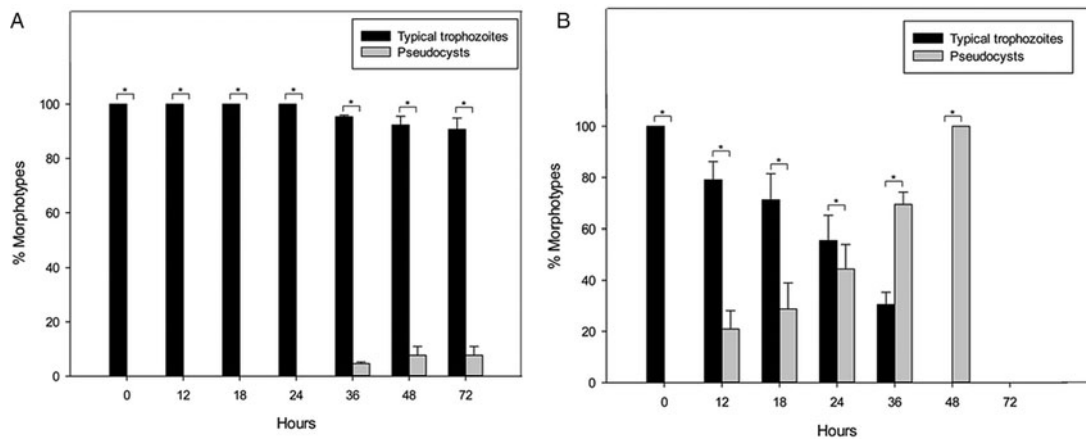 A
Typical trophozoites
Pseudocysts
% Morphotypes
100
80
60
40
20
0
* * * * * * *
0 12 18 24 36 48 72
Hours
B
Typical trophozoites
Pseudocysts
% Morphotypes
100
80
60
40
20
0
* * * * * *
0 12 18 24 36 48 72
Hours